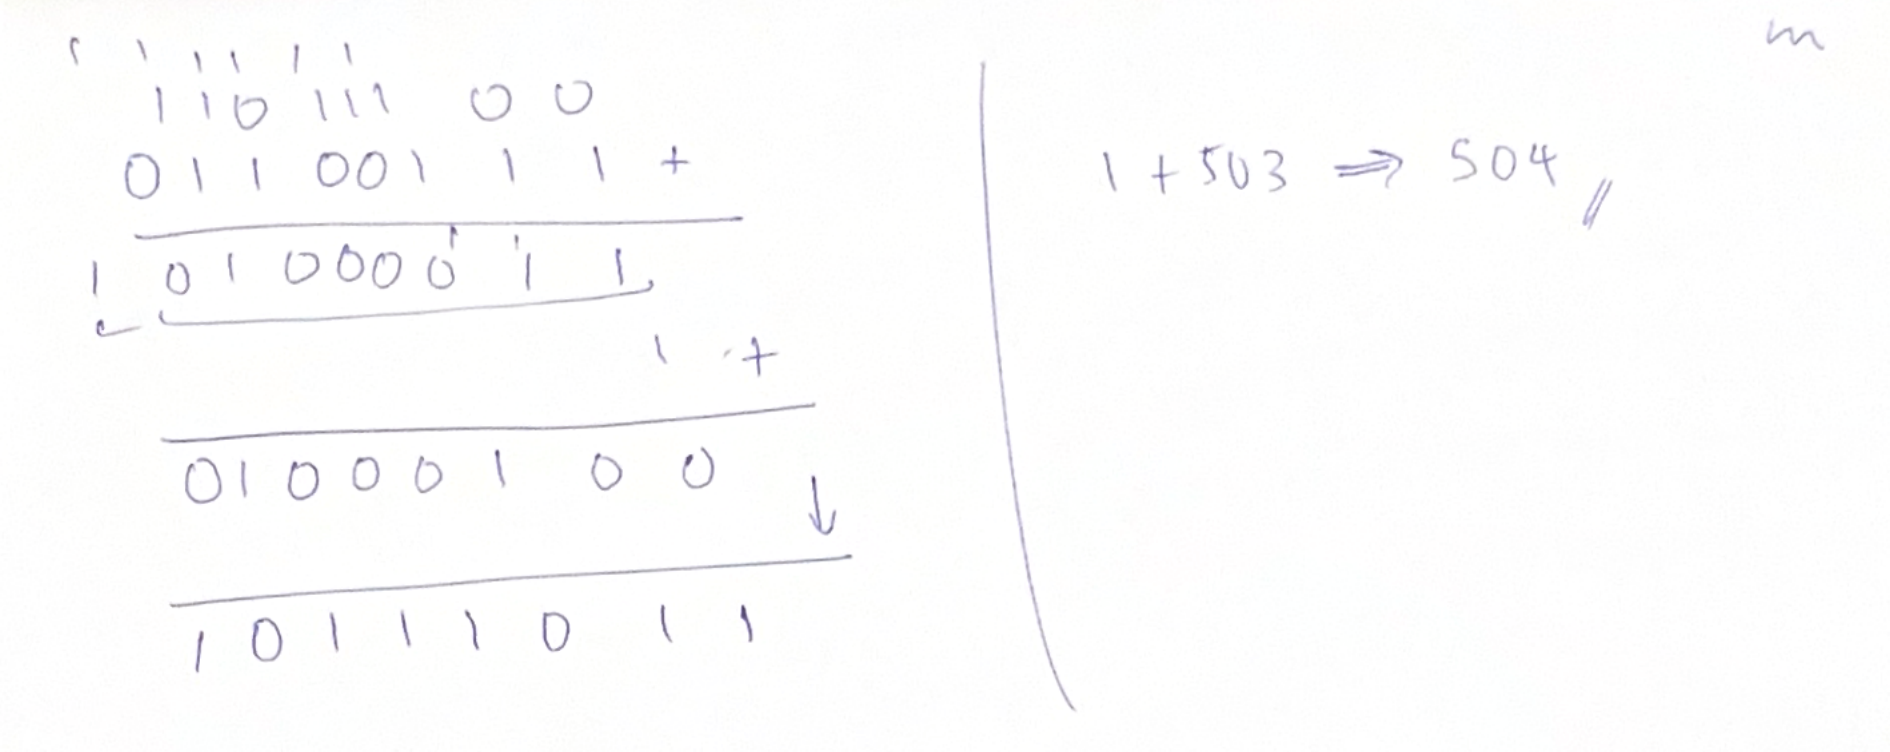 1 1 1 1 1 1
1 1 0 1 1 1 0 0
0 1 1 0 0 1 1 1 +
1 0 1 0 0 0 0 1 1
1 +
0 1 0 0 0 1 0 0
↓
1 0 1 1 1 0 1 1
m
1 + 503 ⇒ 504 //